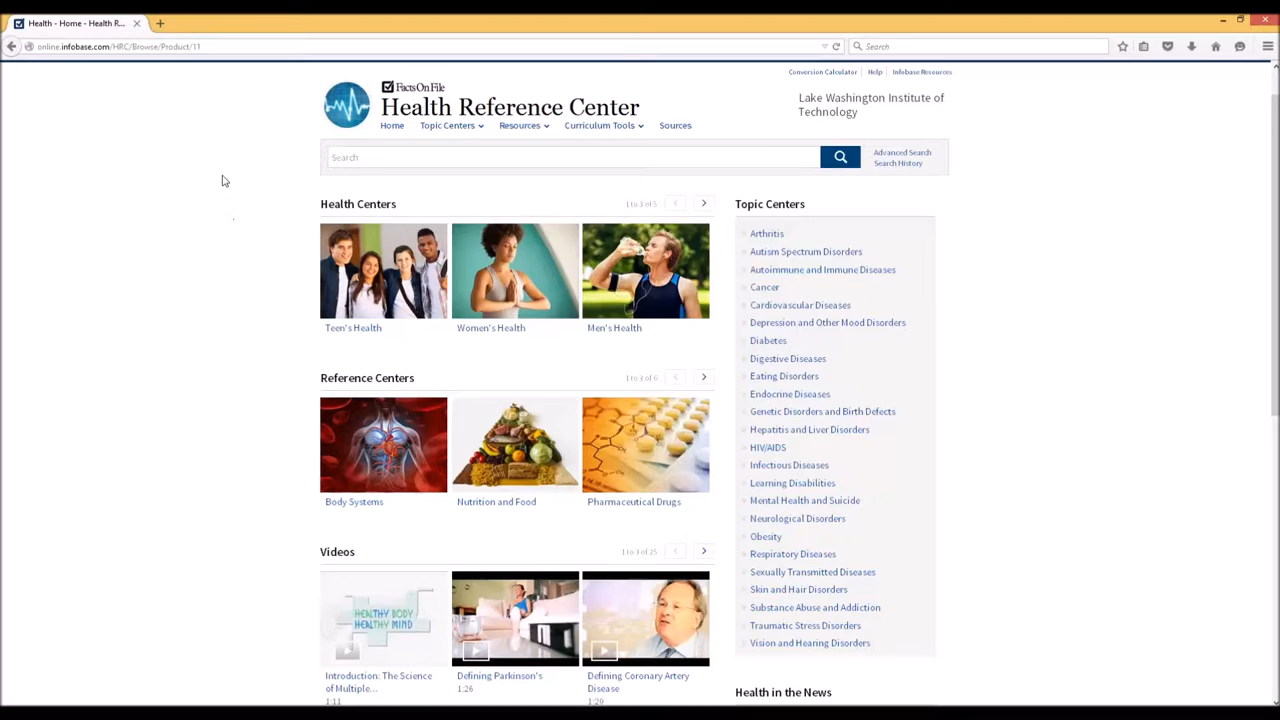 Health - Home - Health R...
online.infobase.com/HRC/Browse/Product/11
Search
Conversion Calculator
Help
Infobase Resources
Facts On File
Health Reference Center
Lake Washington Institute of
Technology
Home
Topic Centers
Resources
Curriculum Tools
Sources
Search
Advanced Search
Search History
Health Centers
1 to 3 of 5
Teen's Health
Women's Health
Men's Health
Reference Centers
1 to 3 of 6
Body Systems
Nutrition and Food
Pharmaceutical Drugs
Videos
1 to 3 of 25
HEALTHY BODY
HEALTHY MIND
Introduction: The Science
of Multiple...
1:11
Defining Parkinson's
1:26
Defining Coronary Artery
Disease
1:20
Topic Centers
Arthritis
Autism Spectrum Disorders
Autoimmune and Immune Diseases
Cancer
Cardiovascular Diseases
Depression and Other Mood Disorders
Diabetes
Digestive Diseases
Eating Disorders
Endocrine Diseases
Genetic Disorders and Birth Defects
Hepatitis and Liver Disorders
HIV/AIDS
Infectious Diseases
Learning Disabilities
Mental Health and Suicide
Neurological Disorders
Obesity
Respiratory Diseases
Sexually Transmitted Diseases
Skin and Hair Disorders
Substance Abuse and Addiction
Traumatic Stress Disorders
Vision and Hearing Disorders
Health in the News